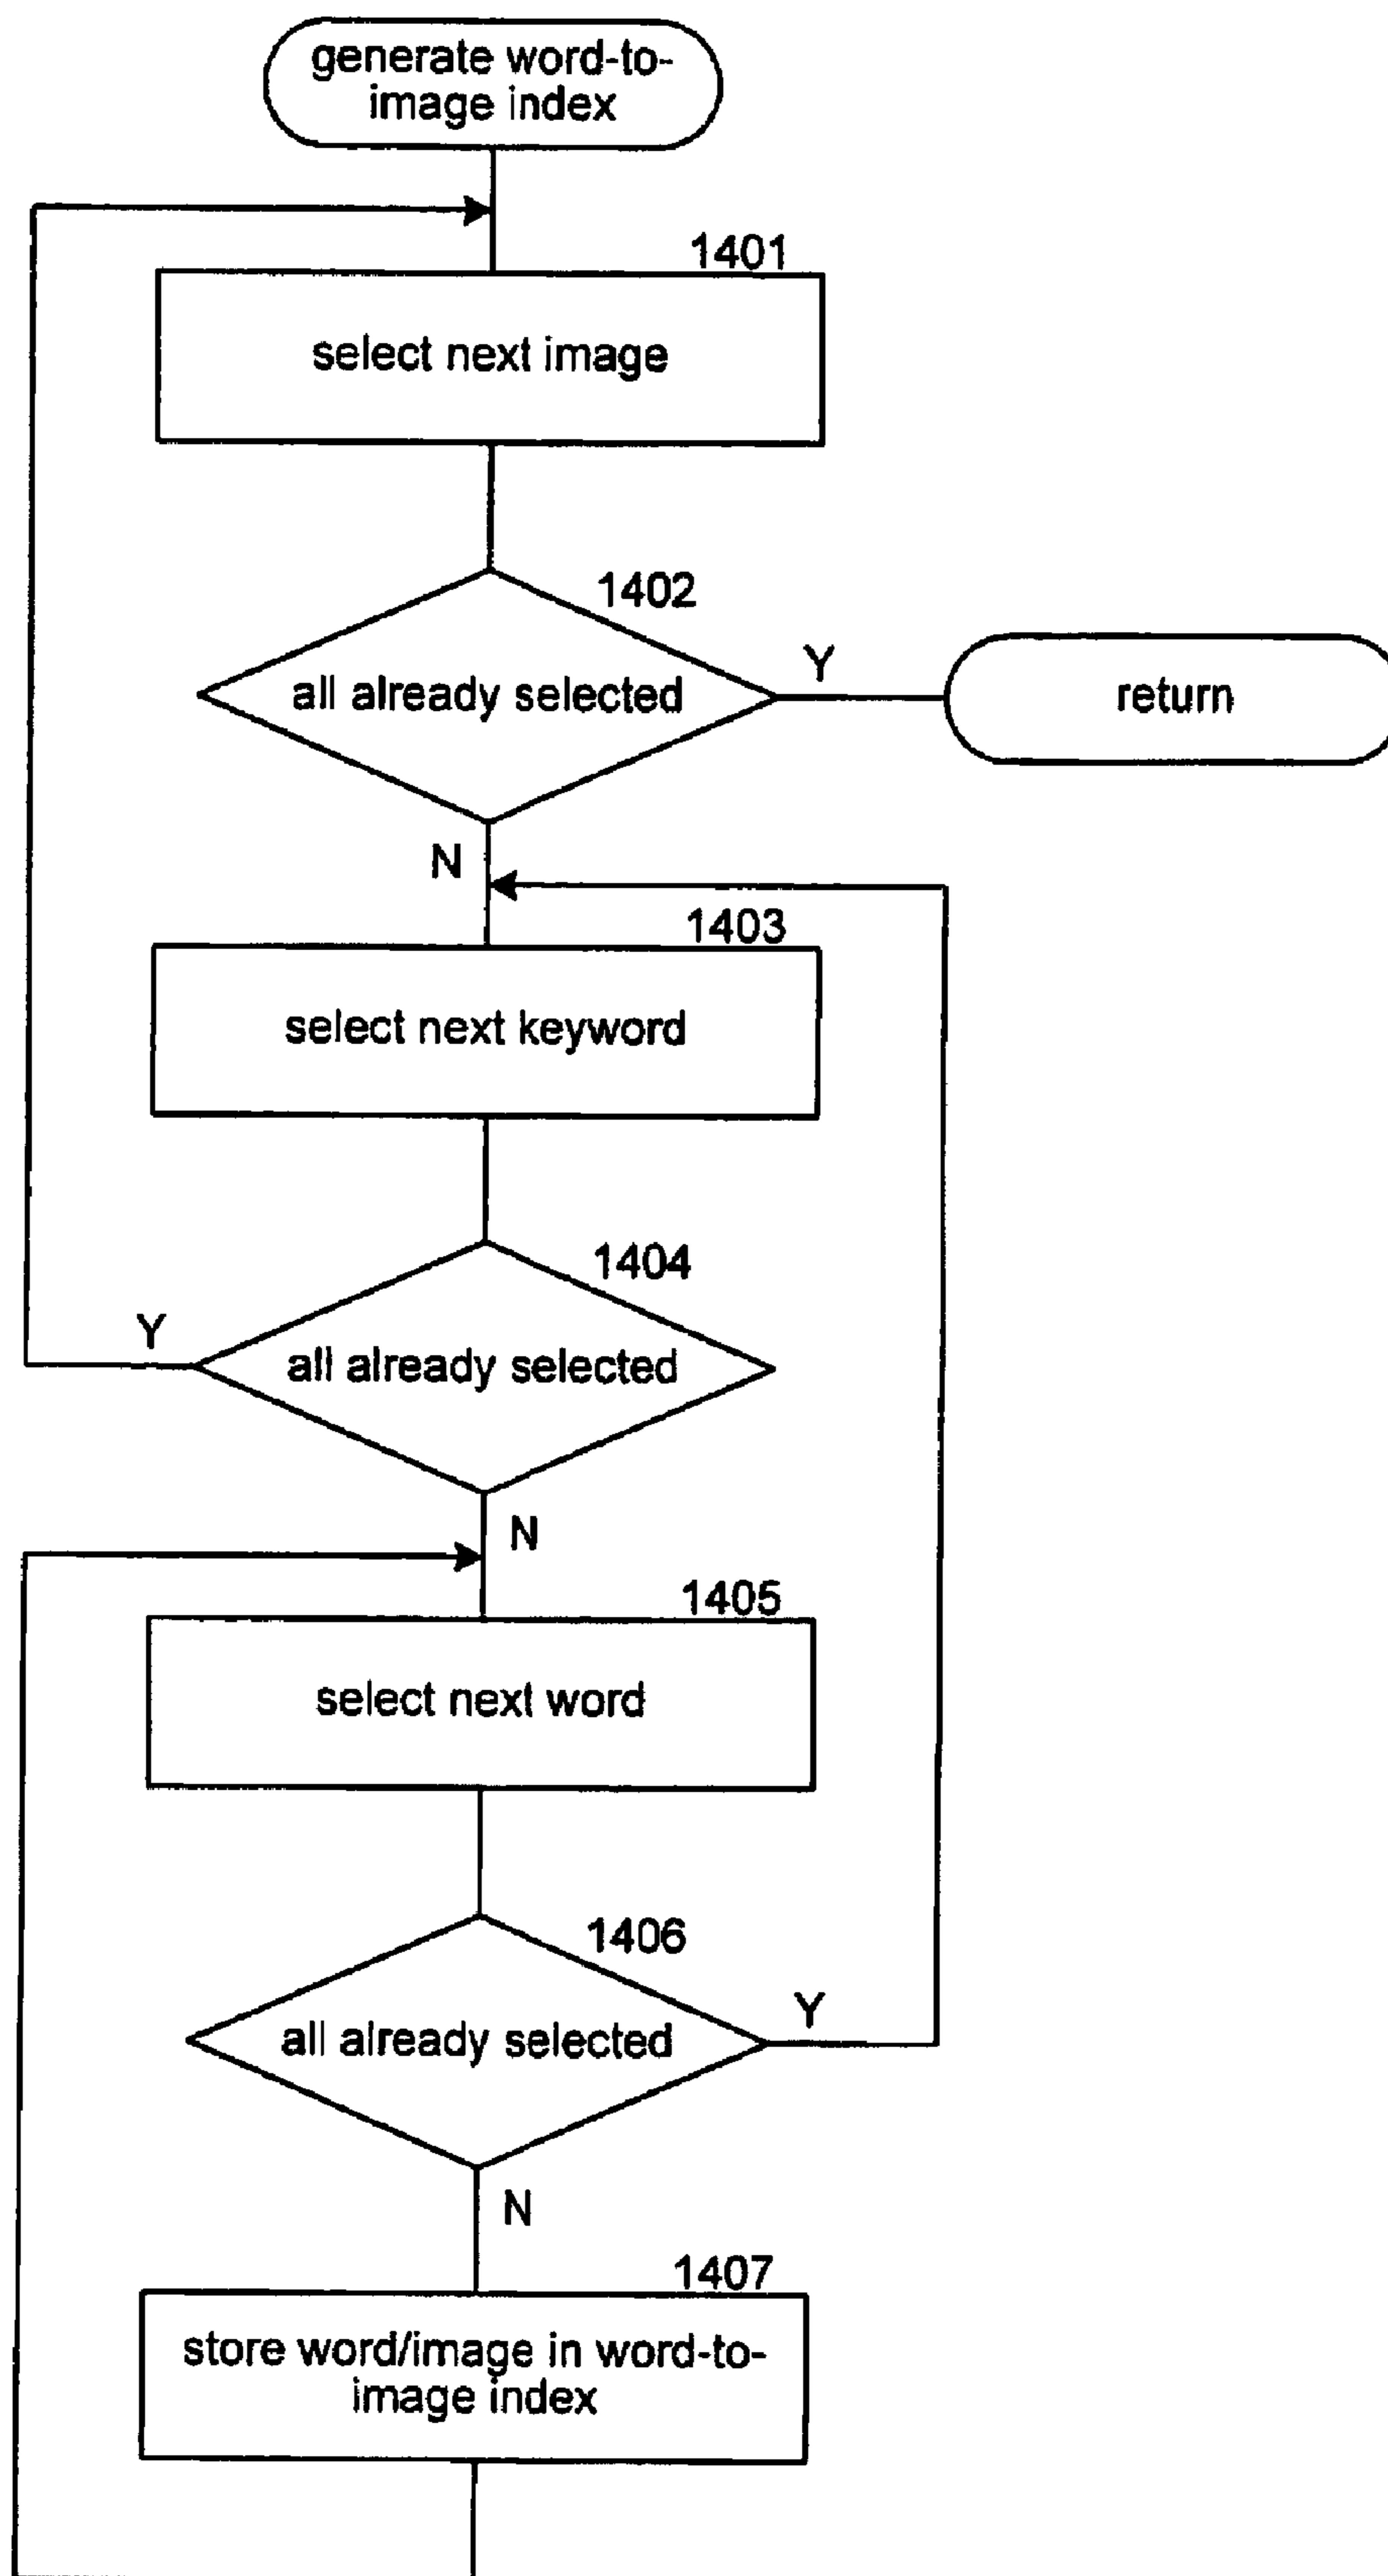 generate word-to-
image index
1401
select next image
1402
all already selected
Y
return
N
1403
select next keyword
1404
Y
all already selected
N
1405
select next word
1406
all already selected
Y
N
1407
store word/image in word-to-
image index